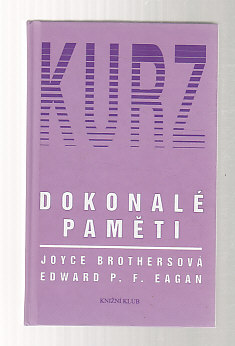 KURZ
DOKONALÉ
PAMĚTI
JOYCE BROTHERSOVÁ
EDWARD P. F. EAGAN
KNIŽNÍ KLUB